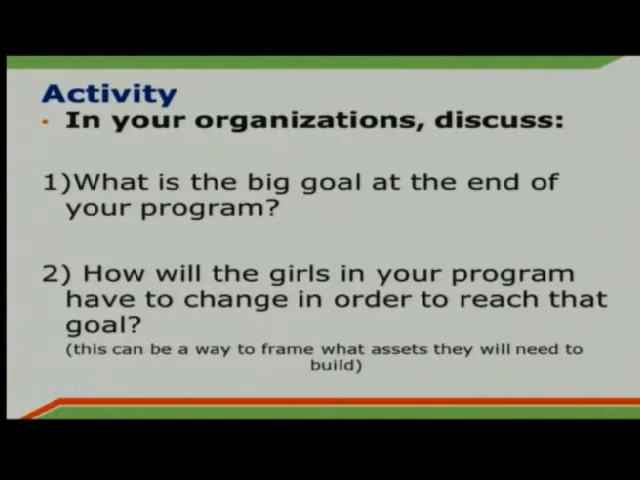 Activity
• In your organizations, discuss:
1)What is the big goal at the end of
your program?
2) How will the girls in your program
have to change in order to reach that
goal?
(this can be a way to frame what assets they will need to
build)